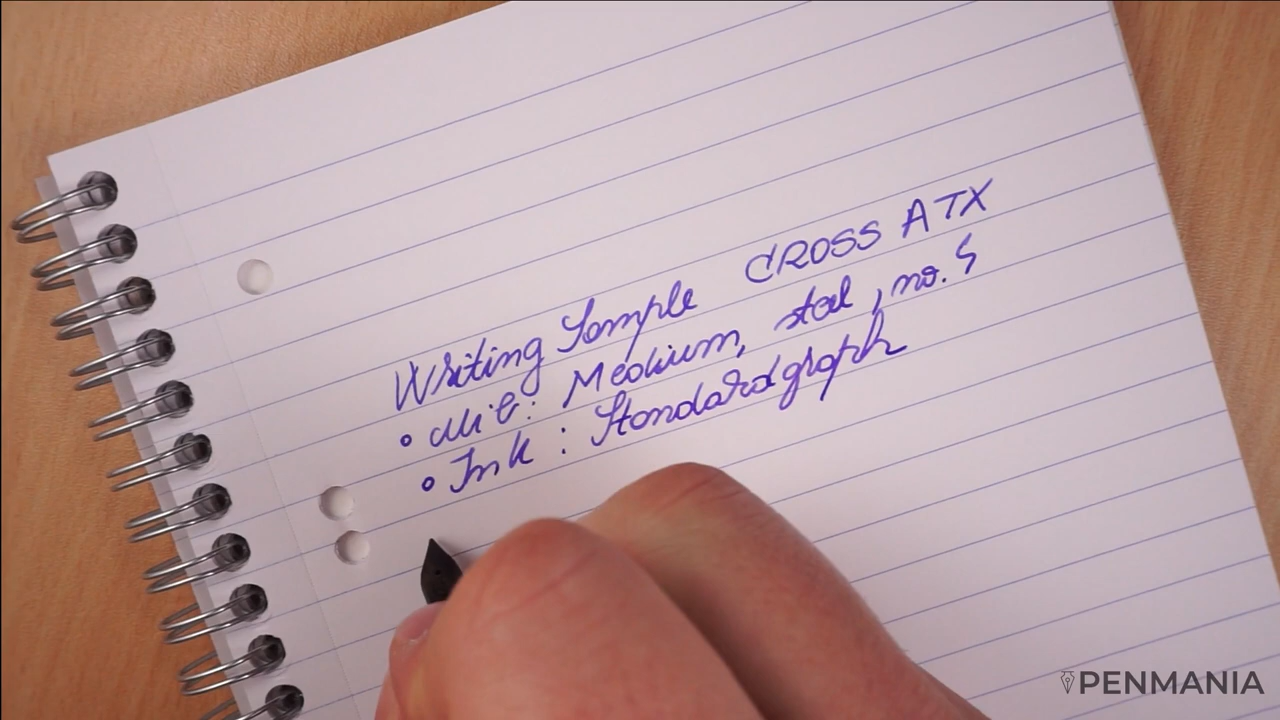 Writing Sample CROSS ATX
• Nib: Medium, steel, no. 5
• Ink: Standardgraph
PENMANIA